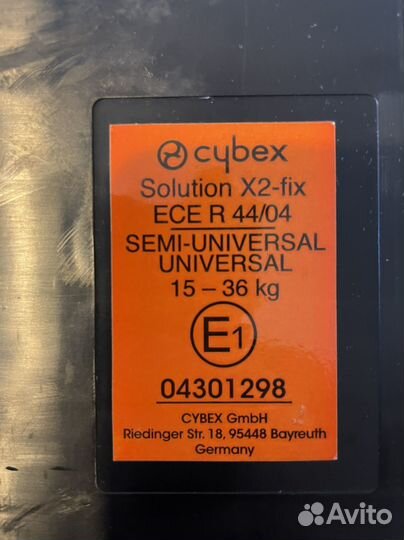 cybex
Solution X2-fix
ECE R 44/04
SEMI-UNIVERSAL
UNIVERSAL
15 – 36 kg
E1
04301298
CYBEX GmbH
Riedinger Str. 18, 95448 Bayreuth
Germany
Avito